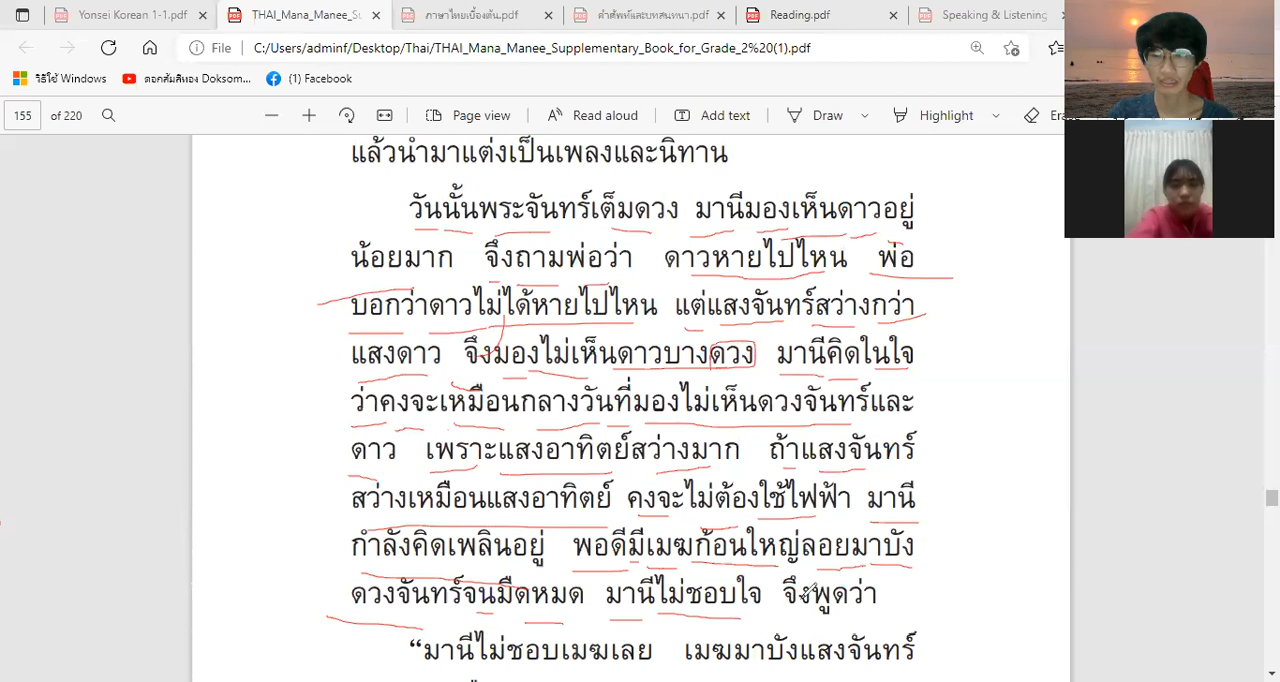 Yonsei Korean 1-1.pdf
THAI_Mana_Manee_Su
ภาษาไทยเบื้องต้น.pdf
คำศัพท์และบทสนทนา.pdf
Reading.pdf
Speaking & Listening
File C:/Users/adminf/Desktop/Thai/THAI_Mana_Manee_Supplementary_Book_for_Grade_2%20(1).pdf
วิธีใช้ Windows
ดอกส้มสีทอง Doksom...
(1) Facebook
155 of 220
Page view
Read aloud
Add text
Draw
Highlight
Era
แล้วนำมาแต่งเป็นเพลงและนิทาน
วันนั้นพระจันทร์เต็มดวง มานีมองเห็นดาวอยู่
น้อยมาก จึงถามพ่อว่า ดาวหายไปไหน พ่อ
บอกว่าดาวไม่ได้หายไปไหน แต่แสงจันทร์สว่างกว่า
แสงดาว จึงมองไม่เห็นดาวบางดวง มานีคิดในใจ
ว่าคงจะเหมือนกลางวันที่มองไม่เห็นดวงจันทร์และ
ดาว เพราะแสงอาทิตย์สว่างมาก ถ้าแสงจันทร์
สว่างเหมือนแสงอาทิตย์ คงจะไม่ต้องใช้ไฟฟ้า มานี
กำลังคิดเพลินอยู่ พอดีมีเมฆก้อนใหญ่ลอยมาบัง
ดวงจันทร์จนมืดหมด มานีไม่ชอบใจ จึงพูดว่า
“มานีไม่ชอบเมฆเลย เมฆมาบังแสงจันทร์